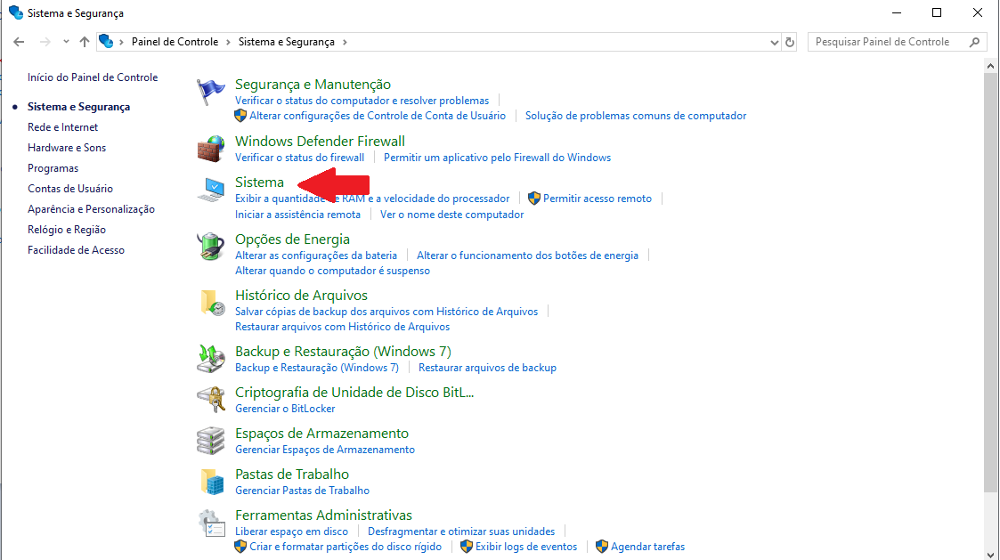 Sistema e Segurança
Painel de Controle > Sistema e Segurança >
Pesquisar Painel de Controle
Início do Painel de Controle
Sistema e Segurança
Rede e Internet
Hardware e Sons
Programas
Contas de Usuário
Aparência e Personalização
Relógio e Região
Facilidade de Acesso
Segurança e Manutenção
Verificar o status do computador e resolver problemas
Alterar configurações de Controle de Conta de Usuário Solução de problemas comuns de computador
Windows Defender Firewall
Verificar o status do firewall Permitir um aplicativo pelo Firewall do Windows
Sistema
Exibir a quantidade de RAM e a velocidade do processador Permitir acesso remoto
Iniciar a assistência remota Ver o nome deste computador
Opções de Energia
Alterar as configurações da bateria Alterar o funcionamento dos botões de energia
Alterar quando o computador é suspenso
Histórico de Arquivos
Salvar cópias de backup dos arquivos com Histórico de Arquivos
Restaurar arquivos com Histórico de Arquivos
Backup e Restauração (Windows 7)
Backup e Restauração (Windows 7) Restaurar arquivos de backup
Criptografia de Unidade de Disco BitL...
Gerenciar o BitLocker
Espaços de Armazenamento
Gerenciar Espaços de Armazenamento
Pastas de Trabalho
Gerenciar Pastas de Trabalho
Ferramentas Administrativas
Liberar espaço em disco Desfragmentar e otimizar suas unidades
Criar e formatar partições do disco rígido Exibir logs de eventos Agendar tarefas